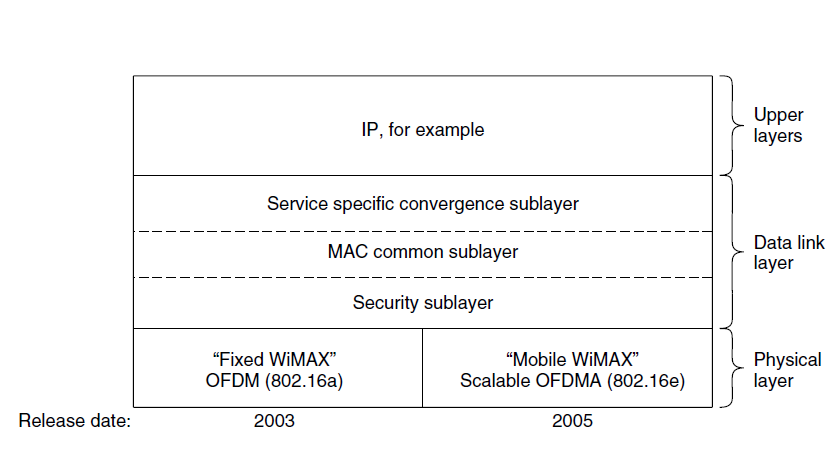 IP, for example
Upper
layers
Service specific convergence sublayer
MAC common sublayer
Security sublayer
Data link
layer
“Fixed WiMAX”
OFDM (802.16a)
“Mobile WiMAX”
Scalable OFDMA (802.16e)
Physical
layer
Release date:
2003
2005